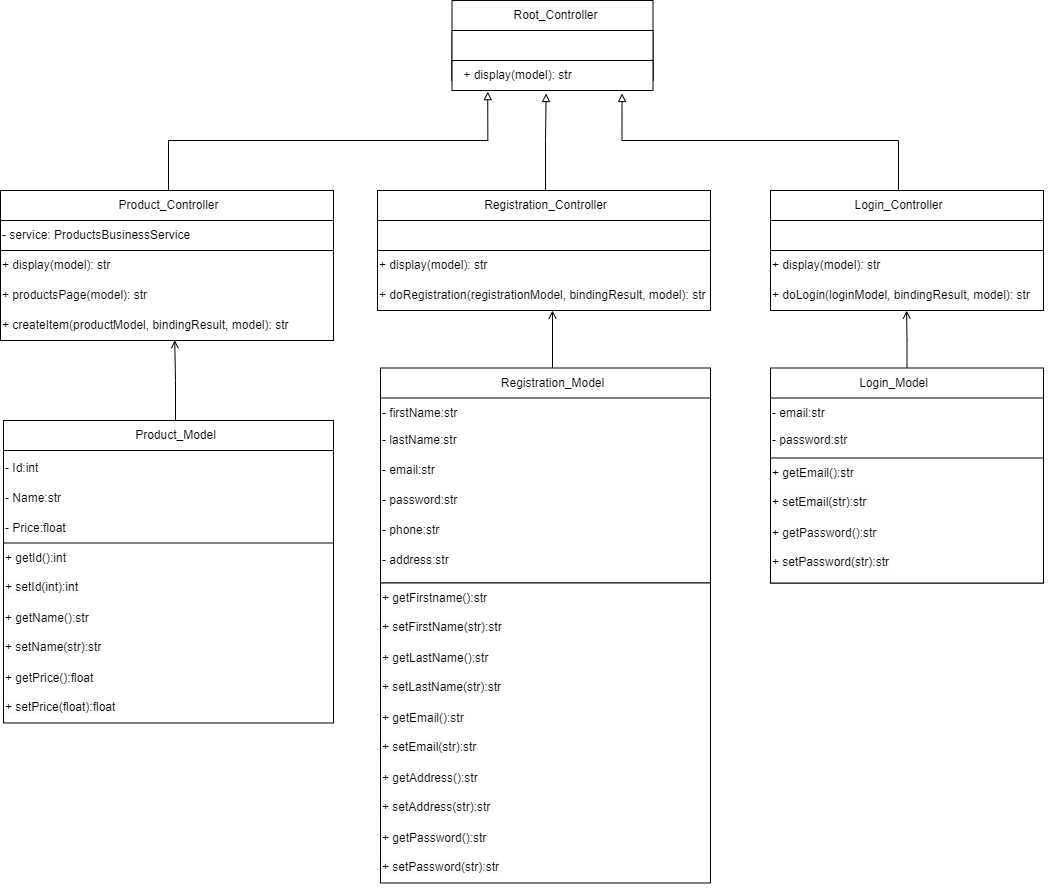 Root_Controller
+ display(model): str
Product_Controller
- service: ProductsBusinessService
+ display(model): str
+ productsPage(model): str
+ createItem(productModel, bindingResult, model): str
Registration_Controller
+ display(model): str
+ doRegistration(registrationModel, bindingResult, model): str
Login_Controller
+ display(model): str
+ doLogin(loginModel, bindingResult, model): str
Product_Model
- Id:int
- Name:str
- Price:float
+ getId():int
+ setId(int):int
+ getName():str
+ setName(str):str
+ getPrice():float
+ setPrice(float):float
Registration_Model
- firstName:str
- lastName:str
- email:str
- password:str
- phone:str
- address:str
+ getFirstname():str
+ setFirstName(str):str
+ getLastName():str
+ setLastName(str):str
+ getEmail():str
+ setEmail(str):str
+ getAddress():str
+ setAddress(str):str
+ getPassword():str
+ setPassword(str):str
Login_Model
- email:str
- password:str
+ getEmail():str
+ setEmail(str):str
+ getPassword():str
+ setPassword(str):str